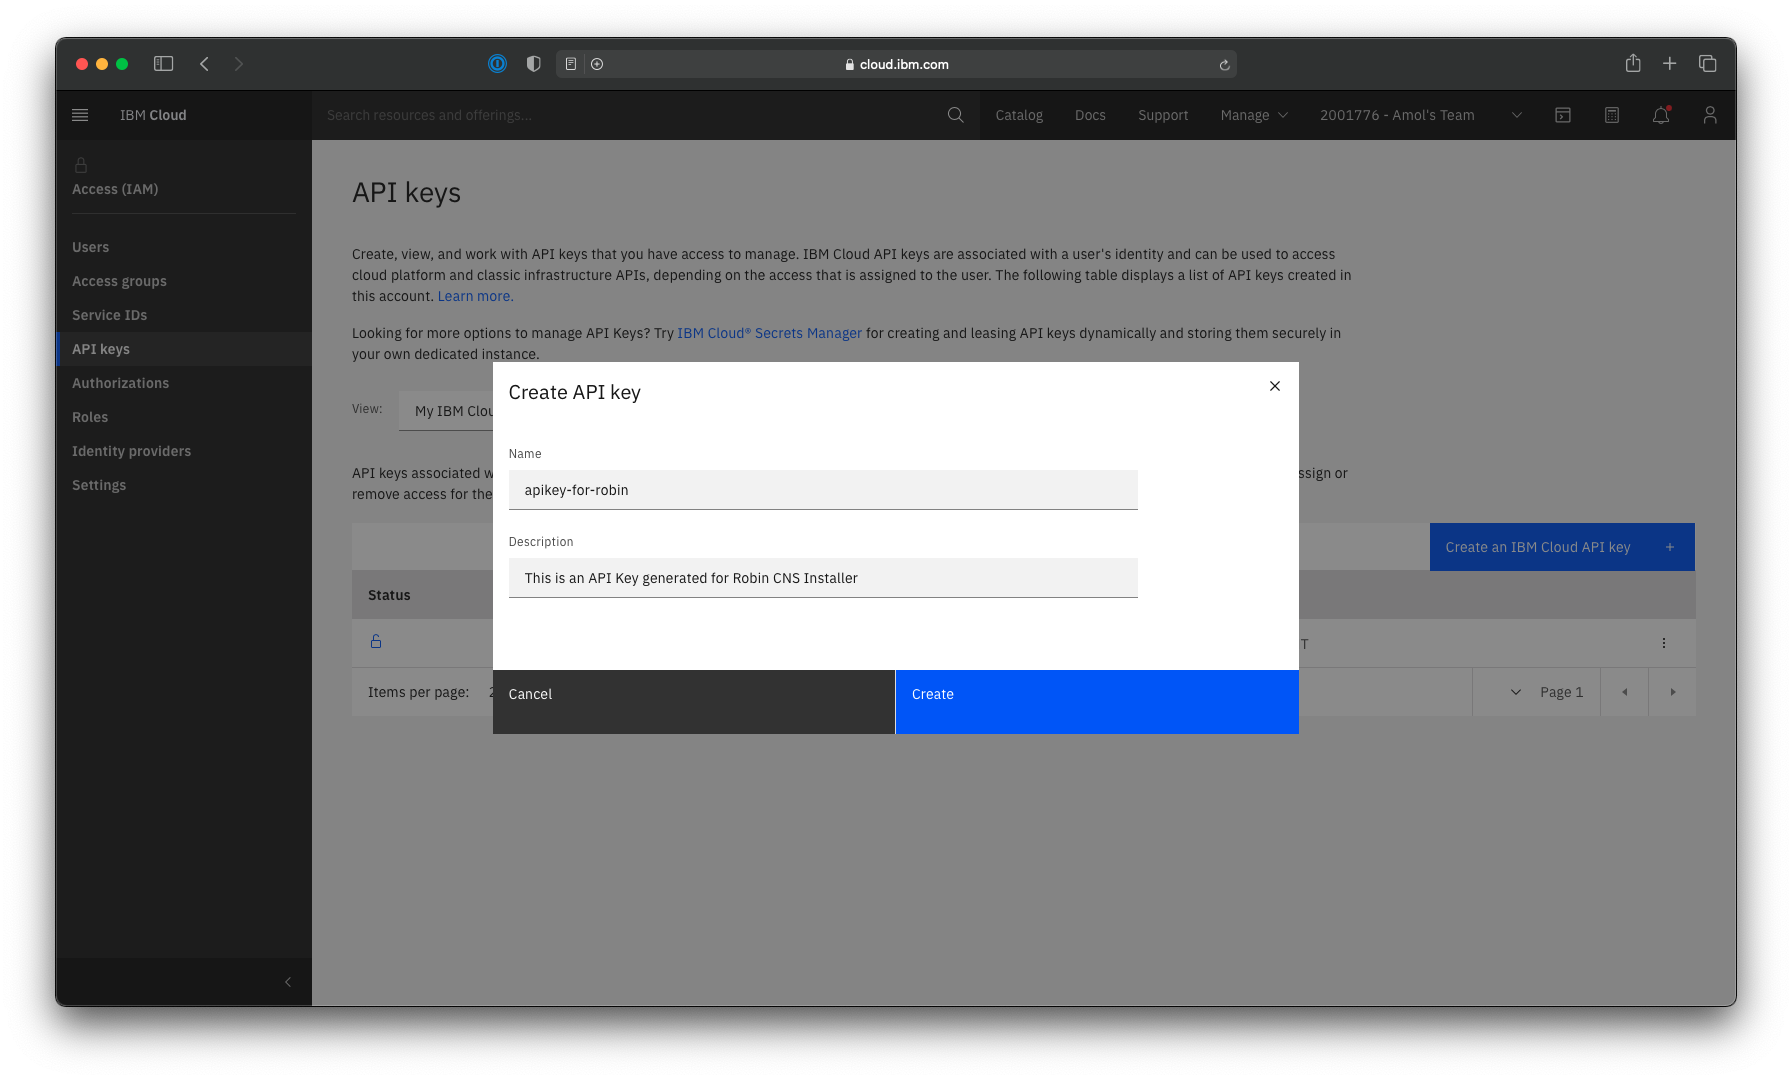 cloud.ibm.com
IBM Cloud
Search resources and offerings...
Catalog
Docs
Support
Manage
2001776 - Amol's Team
Access (IAM)
Users
Access groups
Service IDs
API keys
Authorizations
Roles
Identity providers
Settings
API keys
Create, view, and work with API keys that you have access to manage. IBM Cloud API keys are associated with a user's identity and can be used to access
cloud platform and classic infrastructure APIs, depending on the access that is assigned to the user. The following table displays a list of API keys created in
this account. Learn more.
Looking for more options to manage API Keys? Try IBM Cloud® Secrets Manager for creating and leasing API keys dynamically and storing them securely in
your own dedicated instance.
View:
My IBM Clou
API keys associated w
ssign or
remove access for the
Create an IBM Cloud API key
Status
T
Items per page:
2
Page 1
Create API key
Name
apikey-for-robin
Description
This is an API Key generated for Robin CNS Installer
Cancel
Create